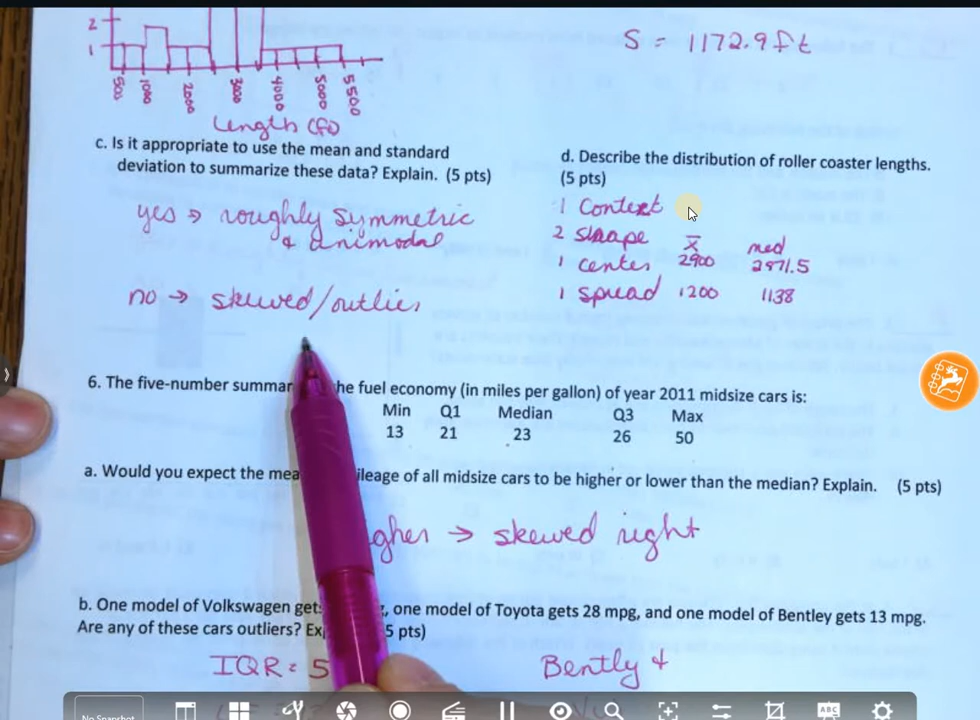 2
1
500
1000
2000
3000
4000
5000
5500
Length (ft)
S = 1172.9 ft
c. Is it appropriate to use the mean and standard
deviation to summarize these data? Explain. (5 pts)
yes → roughly symmetric
& unimodal
no → skewed/outlier
d. Describe the distribution of roller coaster lengths.
(5 pts)
1 Context
2 shape x̄ med
1 center 2900 2871.5
1 spread 1200 1138
6. The five-number summar he fuel economy (in miles per gallon) of year 2011 midsize cars is:
Min Q1 Median Q3 Max
13 21 23 26 50
a. Would you expect the mea ileage of all midsize cars to be higher or lower than the median? Explain. (5 pts)
gher → skewed right
b. One model of Volkswagen gets , one model of Toyota gets 28 mpg, and one model of Bentley gets 13 mpg.
Are any of these cars outliers? Ex 5 pts)
IQR = 5
Bently +
No Snapshot
ABC